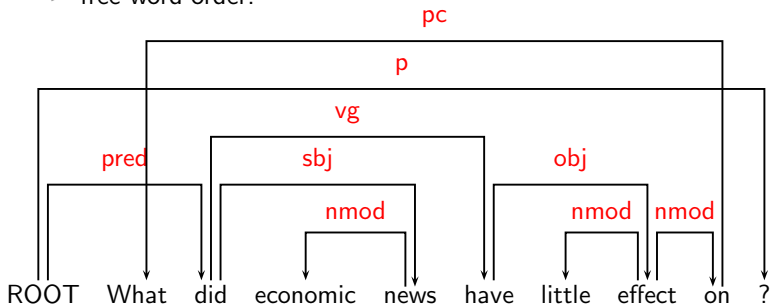 free word order.
pc
p
vg
pred sbj obj
nmod nmod nmod
ROOT What did economic news have little effect on ?